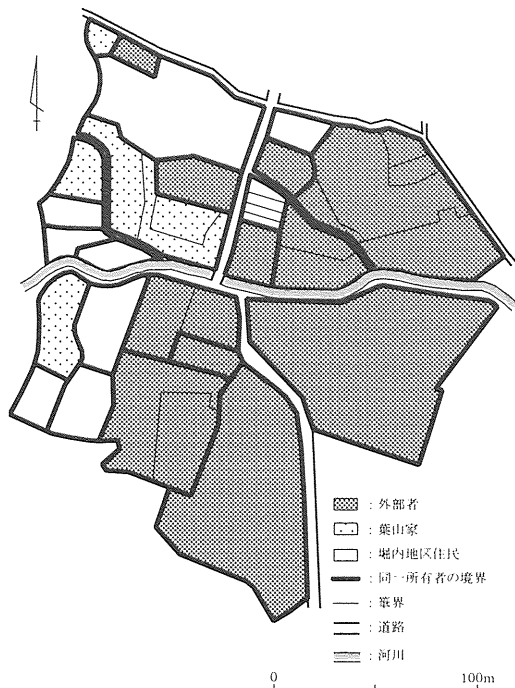 ：外部者
：葉山家
：堀内地区住民
：同一所有者の境界
：筆界
：道路
：河川
0 100m